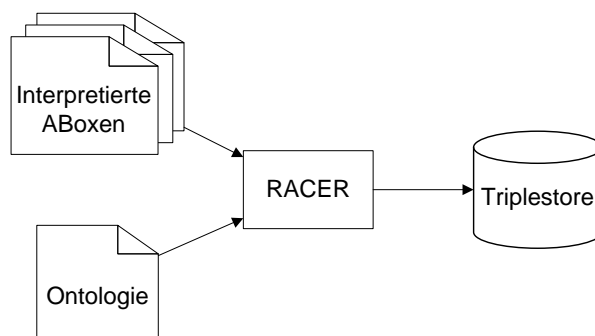 Interpretierte
ABoxen
RACER
Triplestore
Ontologie